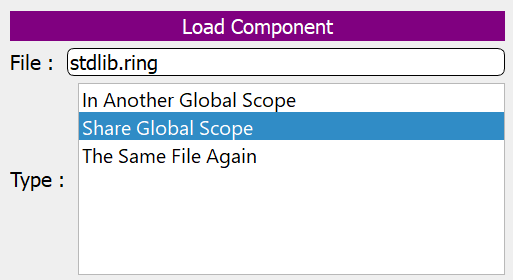 Load Component
File : stdlib.ring
In Another Global Scope
Share Global Scope
The Same File Again
Type :